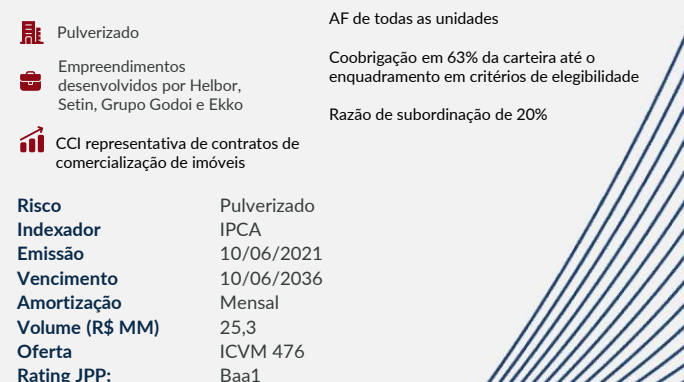 Pulverizado
Empreendimentos
desenvolvidos por Helbor,
Setin, Grupo Godoi e Ekko
CCI representativa de contratos de
comercialização de imóveis
AF de todas as unidades
Coobrigação em 63% da carteira até o
enquadramento em critérios de elegibilidade
Razão de subordinação de 20%
Risco Pulverizado
Indexador IPCA
Emissão 10/06/2021
Vencimento 10/06/2036
Amortização Mensal
Volume (R$ MM) 25,3
Oferta ICVM 476
Rating JPP: Baa1